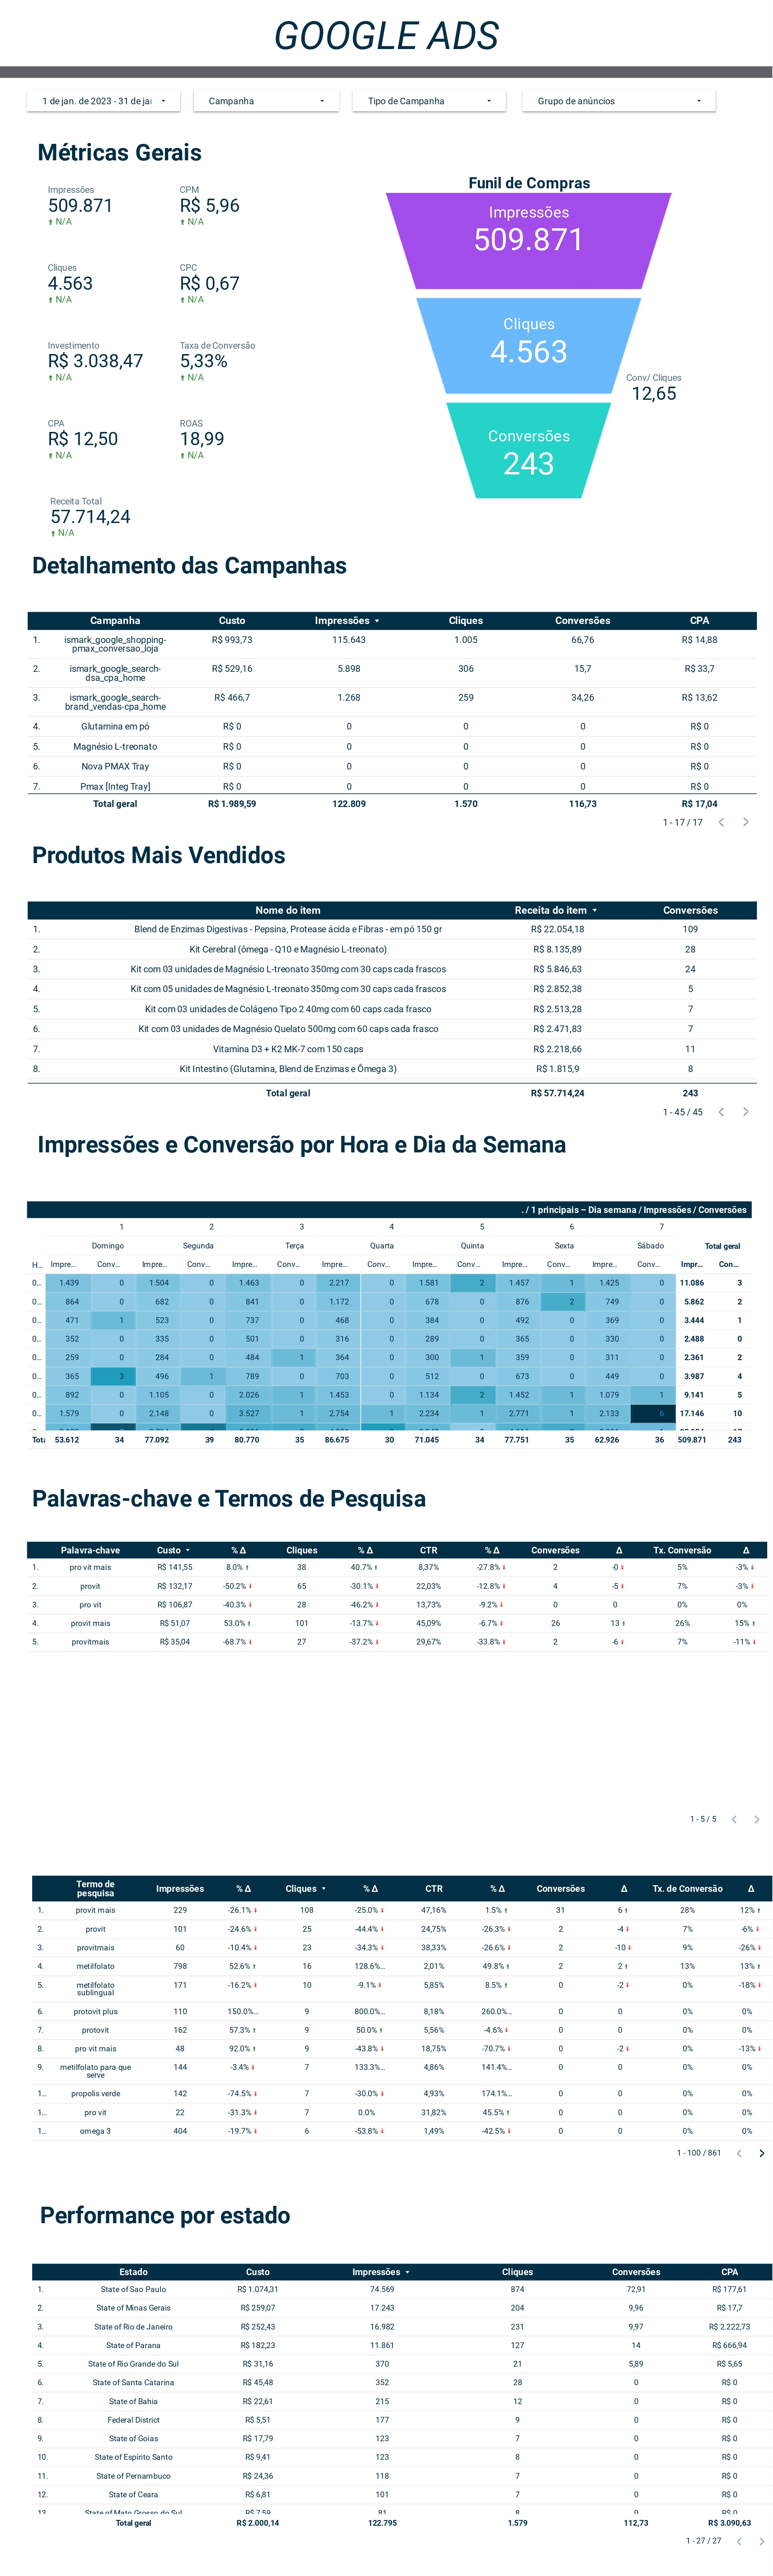 GOOGLE ADS
1 de jan. de 2023 - 31 de jan
Campanha
Tipo de Campanha
Grupo de anúncios
Métricas Gerais
Impressões
509.871
N/A
CPM
R$ 5,96
N/A
Cliques
4.563
N/A
CPC
R$ 0,67
N/A
Investimento
R$ 3.038,47
N/A
Taxa de Conversão
5,33%
N/A
CPA
R$ 12,50
N/A
ROAS
18,99
N/A
Receita Total
57.714,24
N/A
Funil de Compras
Impressões
509.871
Cliques
4.563
Conv/ Cliques
12,65
Conversões
243
Detalhamento das Campanhas
Campanha Custo Impressões Cliques Conversões CPA
1. ismark_google_shopping- R$ 993,73 115.643 1.005 66,76 R$ 14,88
pmax_conversao_loja
2. ismark_google_search- R$ 529,16 5.898 306 15,7 R$ 33,7
dsa_cpa_home
3. ismark_google_search- R$ 466,7 1.268 259 34,26 R$ 13,62
brand_vendas-cpa_home
4. Glutamina em pó R$ 0 0 0 0 R$ 0
5. Magnésio L-treonato R$ 0 0 0 0 R$ 0
6. Nova PMAX Tray R$ 0 0 0 0 R$ 0
7. Pmax [Integ Tray] R$ 0 0 0 0 R$ 0
Total geral R$ 1.989,59 122.809 1.570 116,73 R$ 17,04
1 - 17 / 17
Produtos Mais Vendidos
Nome do item Receita do item Conversões
1. Blend de Enzimas Digestivas - Pepsina, Protease ácida e Fibras - em pó 150 gr R$ 22.054,18 109
2. Kit Cerebral (ômega - Q10 e Magnésio L-treonato) R$ 8.135,89 28
3. Kit com 03 unidades de Magnésio L-treonato 350mg com 30 caps cada frascos R$ 5.846,63 24
4. Kit com 05 unidades de Magnésio L-treonato 350mg com 30 caps cada frascos R$ 2.852,38 5
5. Kit com 03 unidades de Colágeno Tipo 2 40mg com 60 caps cada frasco R$ 2.513,28 7
6. Kit com 03 unidades de Magnésio Quelato 500mg com 60 caps cada frasco R$ 2.471,83 7
7. Vitamina D3 + K2 MK-7 com 150 caps R$ 2.218,66 11
8. Kit Intestino (Glutamina, Blend de Enzimas e Ômega 3) R$ 1.815,9 8
Total geral R$ 57.714,24 243
1 - 45 / 45
Impressões e Conversão por Hora e Dia da Semana
. / 1 principais – Dia semana / Impressões / Conversões
1 2 3 4 5 6 7
Domingo Segunda Terça Quarta Quinta Sexta Sábado Total geral
H... Impre... Conv... Impre... Conv... Impre... Conv... Impre... Conv... Impre... Conv... Impre... Conv... Impre... Conv... Impr... Con...
0... 1.439 0 1.504 0 1.463 0 2.217 0 1.581 2 1.457 1 1.425 0 11.086 3
0... 864 0 682 0 841 0 1.172 0 678 0 876 2 749 0 5.862 2
0... 471 1 523 0 737 0 468 0 384 0 492 0 369 0 3.444 1
0... 352 0 335 0 501 0 316 0 289 0 365 0 330 0 2.488 0
0... 259 0 284 0 484 1 364 0 300 1 359 0 311 0 2.361 2
0... 365 3 496 1 789 0 703 0 512 0 673 0 449 0 3.987 4
0... 892 0 1.105 0 2.026 1 1.453 0 1.134 2 1.452 1 1.079 1 9.141 5
0... 1.579 0 2.148 0 3.527 1 2.754 1 2.234 1 2.771 1 2.133 6 17.146 10
Tota 53.612 34 77.092 39 80.770 35 86.675 30 71.045 34 77.751 35 62.926 36 509.871 243
Palavras-chave e Termos de Pesquisa
Palavra-chave Custo % Δ Cliques % Δ CTR % Δ Conversões Δ Tx. Conversão Δ
1. pro vit mais R$ 141,55 8.0% 38 40.7% 8,37% -27.8% 2 -0 5% -3%
2. provit R$ 132,17 -50.2% 65 -30.1% 22,03% -12.8% 4 -5 7% -3%
3. pro vit R$ 106,87 -40.3% 28 -46.2% 13,73% -9.2% 0 0 0% 0%
4. provit mais R$ 51,07 53.0% 101 -13.7% 45,09% -6.7% 26 13 26% 15%
5. provitmais R$ 35,04 -68.7% 27 -37.2% 29,67% -33.8% 2 -6 7% -11%
1 - 5 / 5
Termo de pesquisa Impressões % Δ Cliques % Δ CTR % Δ Conversões Δ Tx. de Conversão Δ
1. provit mais 229 -26.1% 108 -25.0% 47,16% 1.5% 31 6 28% 12%
2. provit 101 -24.6% 25 -44.4% 24,75% -26.3% 2 -4 7% -6%
3. provitmais 60 -10.4% 23 -34.3% 38,33% -26.6% 2 -10 9% -26%
4. metilfolato 798 52.6% 16 128.6%... 2,01% 49.8% 2 2 13% 13%
5. metilfolato 171 -16.2% 10 -9.1% 5,85% 8.5% 0 -2 0% -18%
sublingual
6. protovit plus 110 150.0%... 9 800.0%... 8,18% 260.0%... 0 0 0% 0%
7. protovit 162 57.3% 9 50.0% 5,56% -4.6% 0 0 0% 0%
8. pro vit mais 48 92.0% 9 -43.8% 18,75% -70.7% 0 -2 0% -13%
9. metilfolato para que 144 -3.4% 7 133.3%... 4,86% 141.4%... 0 0 0% 0%
serve
1... propolis verde 142 -74.5% 7 -30.0% 4,93% 174.1%... 0 0 0% 0%
1... pro vit 22 -31.3% 7 0.0% 31,82% 45.5% 0 0 0% 0%
1... omega 3 404 -19.7% 6 -53.8% 1,49% -42.5% 0 0 0% 0%
1 - 100 / 861
Performance por estado
Estado Custo Impressões Cliques Conversões CPA
1. State of Sao Paulo R$ 1.074,31 74.569 874 72,91 R$ 177,61
2. State of Minas Gerais R$ 259,07 17.243 204 9,96 R$ 17,7
3. State of Rio de Janeiro R$ 252,43 16.982 231 9,97 R$ 2.222,73
4. State of Parana R$ 182,23 11.861 127 14 R$ 666,94
5. State of Rio Grande do Sul R$ 31,16 370 21 5,89 R$ 5,65
6. State of Santa Catarina R$ 45,48 352 28 0 R$ 0
7. State of Bahia R$ 22,61 215 12 0 R$ 0
8. Federal District R$ 5,51 177 9 0 R$ 0
9. State of Goias R$ 17,79 123 7 0 R$ 0
10. State of Espirito Santo R$ 9,41 123 8 0 R$ 0
11. State of Pernambuco R$ 24,36 118 7 0 R$ 0
12. State of Ceara R$ 6,81 101 7 0 R$ 0
13. State of Mato Grosso do Sul R$ 7,59 81 8 0 R$ 0
Total geral R$ 2.000,14 122.795 1.579 112,73 R$ 3.090,63
1 - 27 / 27